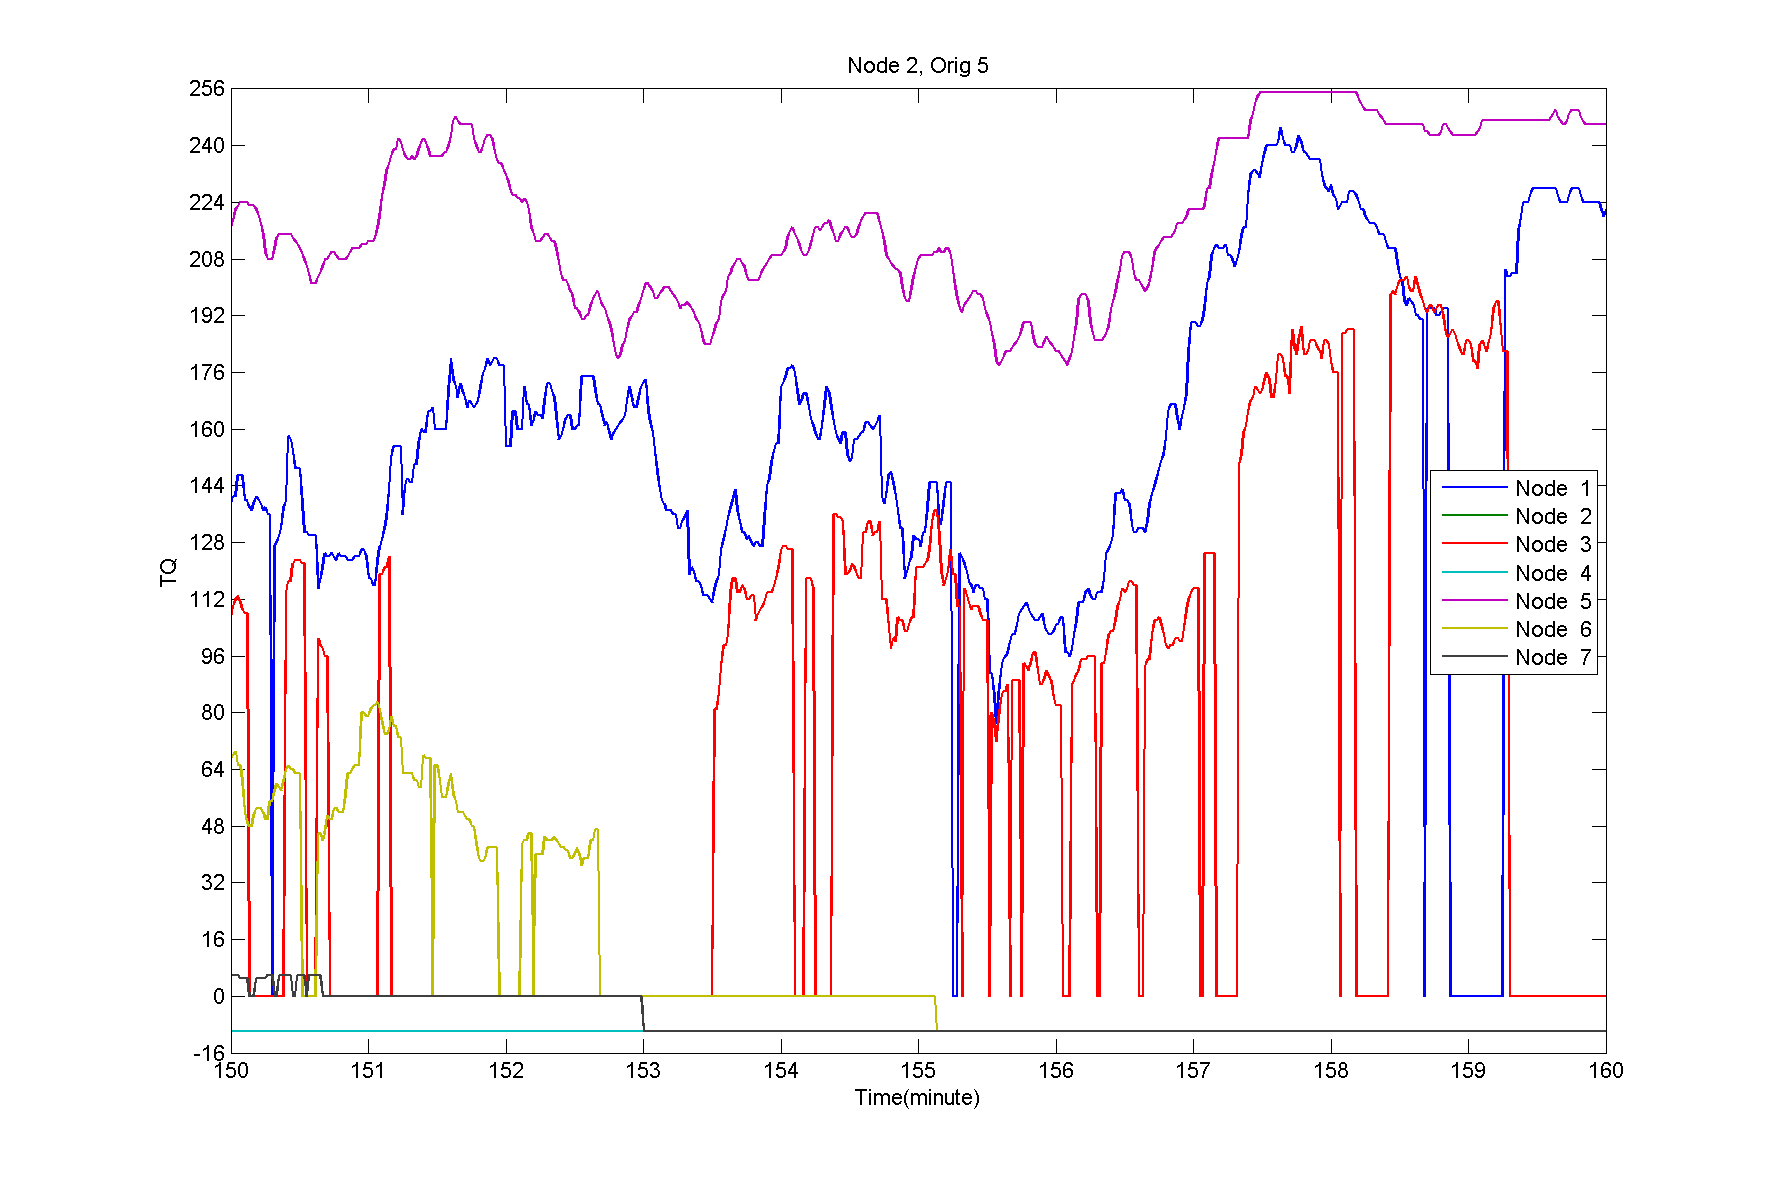 Node 2, Orig 5
256
240
224
208
192
176
160
144
128
112
96
80
64
48
32
16
0
-16
TQ
Node 1
Node 2
Node 3
Node 4
Node 5
Node 6
Node 7
150 151 152 153 154 155 156 157 158 159 160
Time(minute)